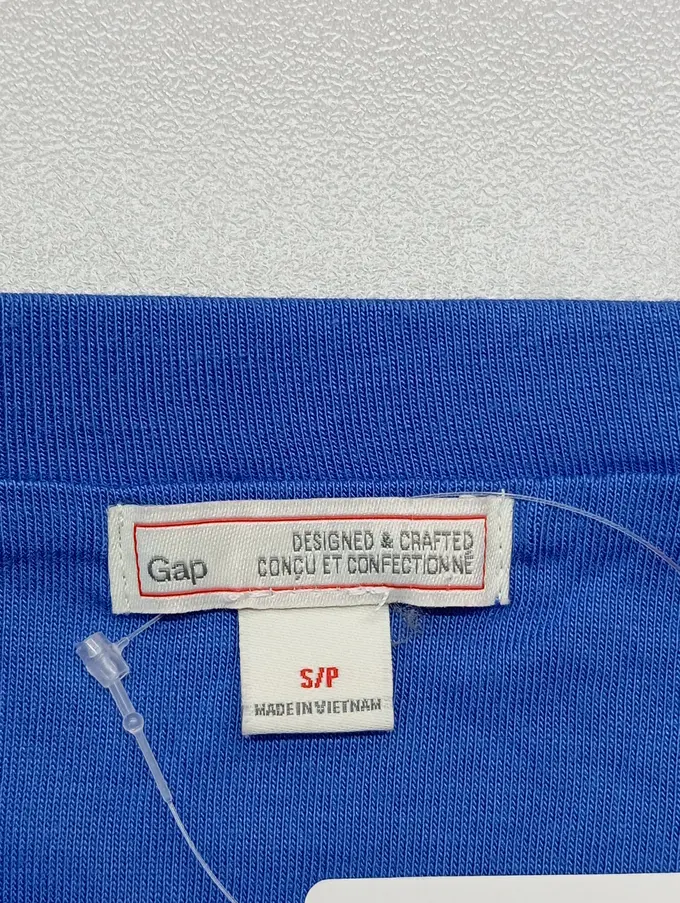 Gap
DESIGNED & CRAFTED
CONÇU ET CONFECTIONNÉ
S/P
MADE IN VIETNAM